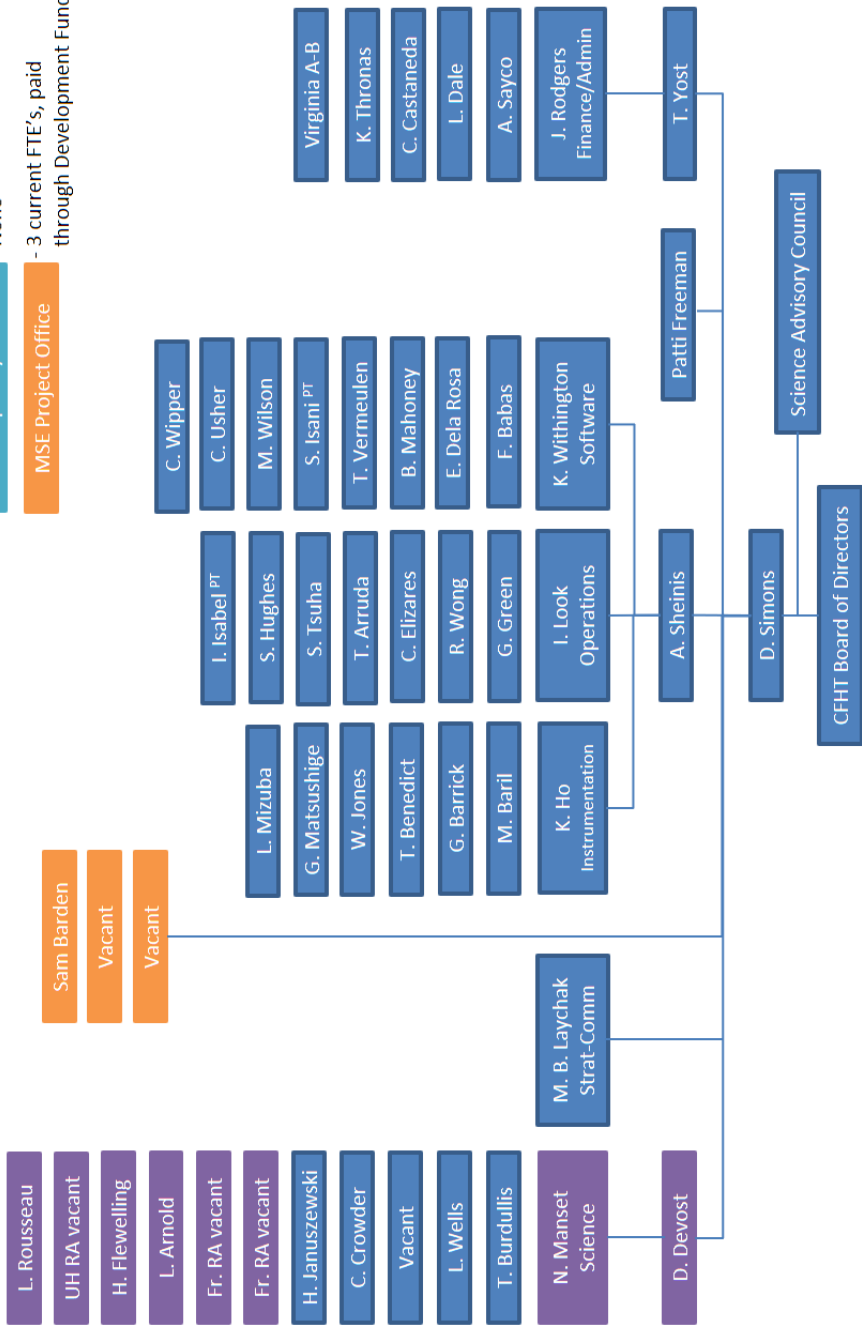 L. Rousseau
UH RA vacant
H. Flewelling
L. Arnold
Fr. RA vacant
Fr. RA vacant
H. Januszewski
C. Crowder
Vacant
L. Wells
T. Burdullis
N. Manset
Science
D. Devost
M. B. Laychak
Strat-Comm
Sam Barden
Vacant
Vacant
L. Mizuba
G. Matsushige
W. Jones
T. Benedict
G. Barrick
M. Baril
K. Ho
Instrumentation
I. Isabel PT
S. Hughes
S. Tsuha
T. Arruda
C. Elizares
R. Wong
G. Green
I. Look
Operations
A. Sheinis
D. Simons
CFHT Board of Directors
MSE Project Office
- 3 current FTE's, paid
through Development
C. Wipper
C. Usher
M. Wilson
S. Isani PT
T. Vermeulen
B. Mahoney
E. Dela Rosa
F. Babas
K. Withington
Software
Patti Freeman
Science Advisory Council
Virginia A-B
K. Thronas
C. Castaneda
L. Dale
A. Sayco
J. Rodgers
Finance/Admin
T. Yost